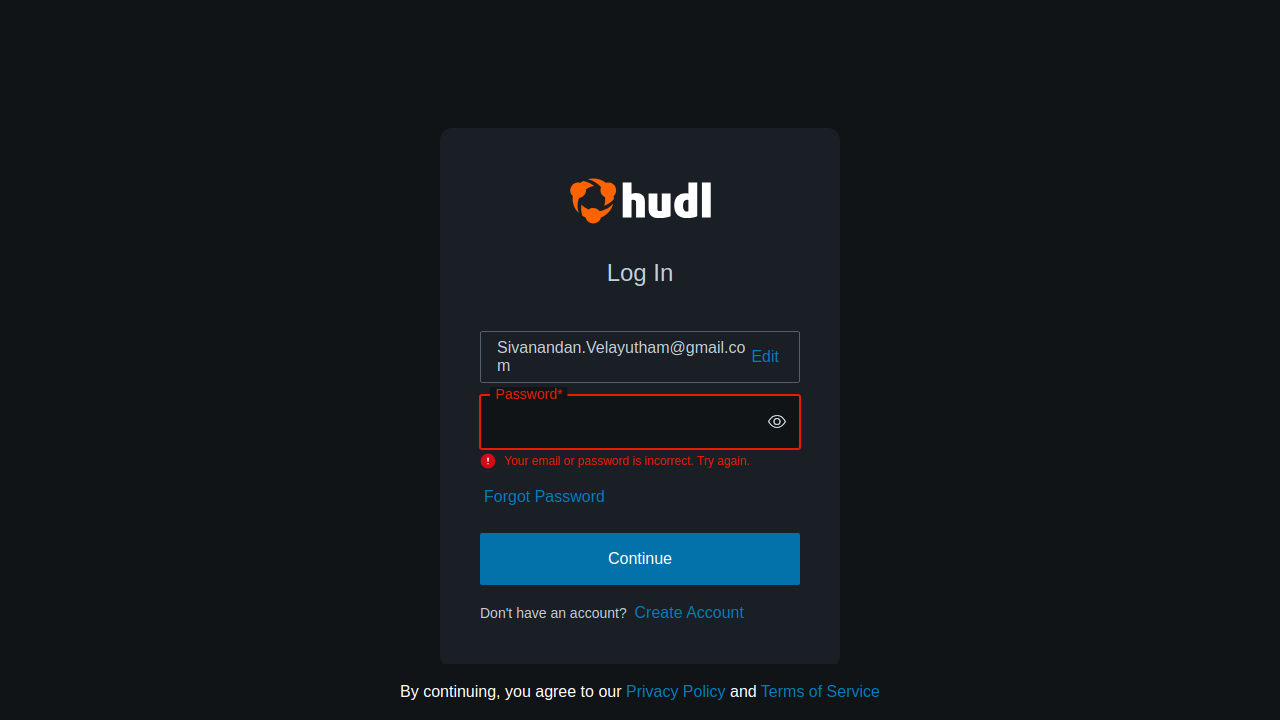 hudl
Log In
Sivanandan.Velayutham@gmail.co
m
Edit
Password*
Your email or password is incorrect. Try again.
Forgot Password
Continue
Don't have an account? Create Account
By continuing, you agree to our Privacy Policy and Terms of Service